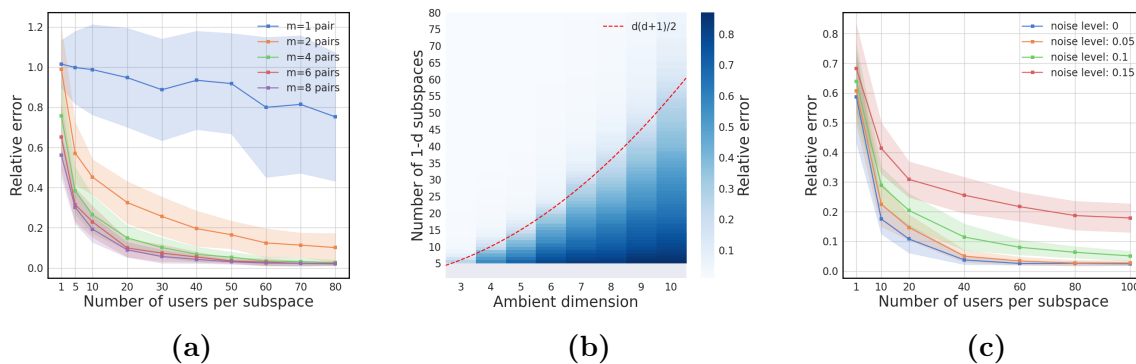 1.2
1.0
0.8
0.6
0.4
0.2
0.0
Relative error
m=1 pair
m=2 pairs
m=4 pairs
m=6 pairs
m=8 pairs
1 5 10 20 30 40 50 60 70 80
Number of users per subspace
(a)
80
75
70
65
60
55
50
45
40
35
30
25
20
15
10
5
Number of 1-d subspaces
d(d+1)/2
3 4 5 6 7 8 9 10
Ambient dimension
0.8
0.7
0.6
0.5
0.4
0.3
0.2
0.1
Relative error
(b)
0.8
0.7
0.6
0.5
0.4
0.3
0.2
0.1
0.0
Relative error
noise level: 0
noise level: 0.05
noise level: 0.1
noise level: 0.15
1 10 20 40 60 80 100
Number of users per subspace
(c)